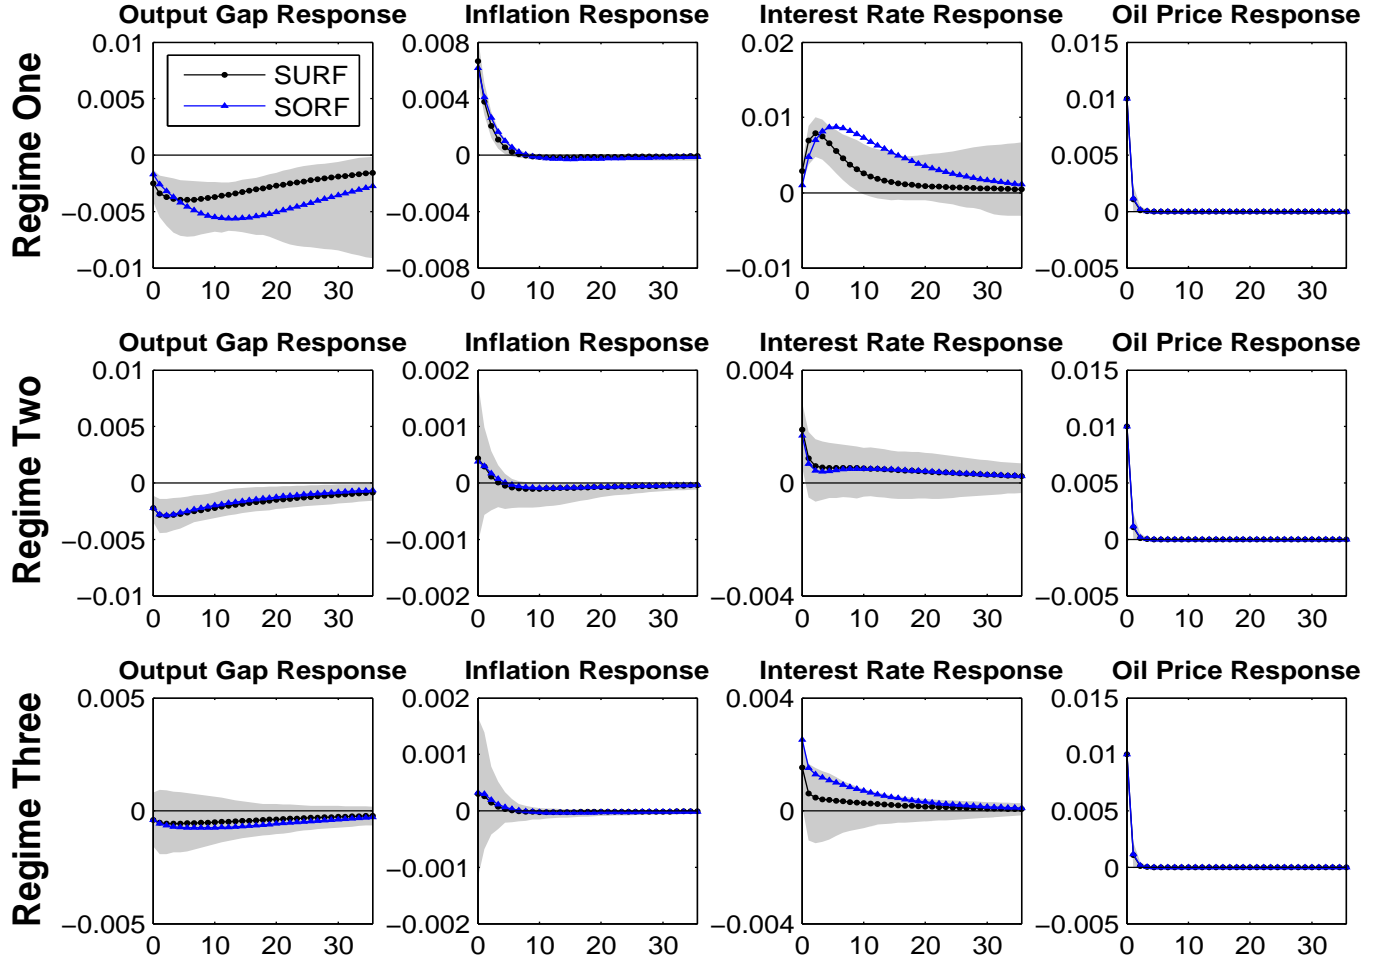 Output Gap Response Inflation Response Interest Rate Response Oil Price Response
Regime One
0.01 0.008 0.02 0.015
SURF
SORF
0.005 0.004 0.01 0.01
0 0 0 0.005
−0.005 −0.004 0
−0.01 −0.008 −0.01 −0.005
0 10 20 30 0 10 20 30 0 10 20 30 0 10 20 30
Output Gap Response Inflation Response Interest Rate Response Oil Price Response
Regime Two
0.01 0.002 0.004 0.015
0.005 0.001 0.01
0 0 0 0.005
−0.005 −0.001 0
−0.01 −0.002 −0.004 −0.005
0 10 20 30 0 10 20 30 0 10 20 30 0 10 20 30
Output Gap Response Inflation Response Interest Rate Response Oil Price Response
Regime Three
0.005 0.002 0.004 0.015
0.001 0.01
0 0 0 0.005
−0.001 0
−0.005 −0.002 −0.004 −0.005
0 10 20 30 0 10 20 30 0 10 20 30 0 10 20 30